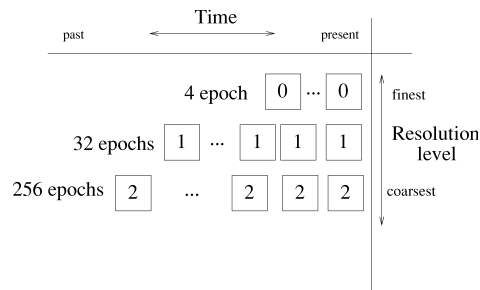 Time
past present
4 epoch 0 ... 0 finest
32 epochs 1 ... 1 1 1 Resolution
level
256 epochs 2 ... 2 2 2 coarsest